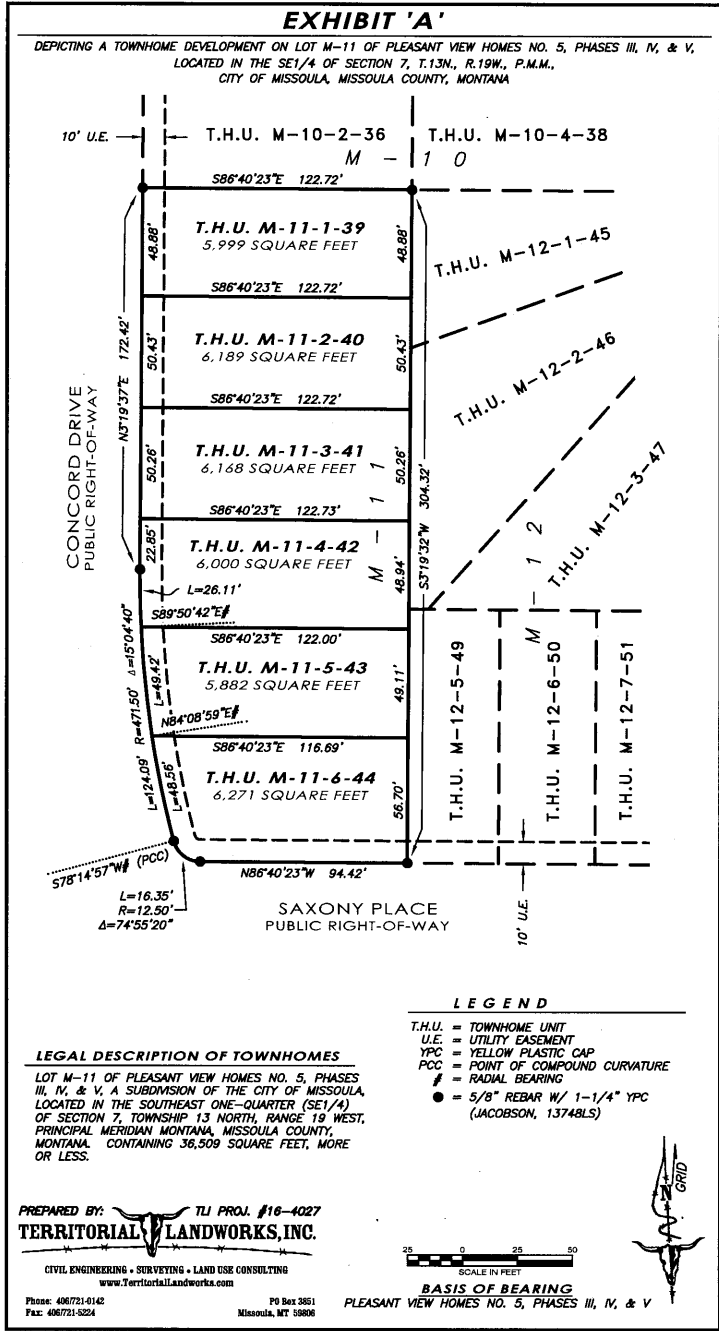 EXHIBIT 'A'
DEPICTING A TOWNHOME DEVELOPMENT ON LOT M-11 OF PLEASANT VIEW HOMES NO. 5, PHASES III, IV, & V,
LOCATED IN THE SE1/4 OF SECTION 7, T.13N., R.19W., P.M.M.,
CITY OF MISSOULA, MISSOULA COUNTY, MONTANA
10' U.E.
T.H.U. M-10-2-36
T.H.U. M-10-4-38
M - 10
S86°40'23"E 122.72'
T.H.U. M-11-1-39
5,999 SQUARE FEET
48.88'
48.88'
T.H.U. M-12-1-45
S86°40'23"E 122.72'
T.H.U. M-11-2-40
6,189 SQUARE FEET
50.43'
50.43'
T.H.U. M-12-2-46
N3°19'37"E 172.42'
S86°40'23"E 122.72'
T.H.U. M-11-3-41
6,168 SQUARE FEET
50.26'
50.26'
T.H.U. M-12-3-47
CONCORD DRIVE
PUBLIC RIGHT-OF-WAY
M - 11
S3°19'32"W 304.32'
S86°40'23"E 122.73'
T.H.U. M-11-4-42
6,000 SQUARE FEET
22.85'
48.94'
M - 12
L=26.11'
S89°50'42"E#
S86°40'23"E 122.00'
T.H.U. M-11-5-43
5,882 SQUARE FEET
L=49.42'
49.11'
L=124.09' R=471.50' Δ=15°04'40"
N84°08'59"E#
S86°40'23"E 116.69'
T.H.U. M-11-6-44
6,271 SQUARE FEET
L=48.56'
56.70'
T.H.U. M-12-5-49
T.H.U. M-12-6-50
T.H.U. M-12-7-51
S78°14'57"W# (PCC)
L=16.35'
R=12.50'
Δ=74°55'20"
N86°40'23"W 94.42'
SAXONY PLACE
PUBLIC RIGHT-OF-WAY
10' U.E.
LEGEND
T.H.U. = TOWNHOME UNIT
U.E. = UTILITY EASEMENT
YPC = YELLOW PLASTIC CAP
PCC = POINT OF COMPOUND CURVATURE
# = RADIAL BEARING
● = 5/8" REBAR W/ 1-1/4" YPC
(JACOBSON, 13748LS)
LEGAL DESCRIPTION OF TOWNHOMES
LOT M-11 OF PLEASANT VIEW HOMES NO. 5, PHASES
III, IV, & V, A SUBDIVISION OF THE CITY OF MISSOULA,
LOCATED IN THE SOUTHEAST ONE-QUARTER (SE1/4)
OF SECTION 7, TOWNSHIP 13 NORTH, RANGE 19 WEST,
PRINCIPAL MERIDIAN MONTANA, MISSOULA COUNTY,
MONTANA. CONTAINING 36,509 SQUARE FEET, MORE
OR LESS.
PREPARED BY: TLI PROJ. #16-4027
TERRITORIAL LANDWORKS, INC.
CIVIL ENGINEERING • SURVEYING • LAND USE CONSULTING
www.TerritorialLandworks.com
Phone: 406/721-0142
Fax: 406/721-5224
PO Box 3851
Missoula, MT 59806
N
GRID
25 0 25 50
SCALE IN FEET
BASIS OF BEARING
PLEASANT VIEW HOMES NO. 5, PHASES III, IV, & V